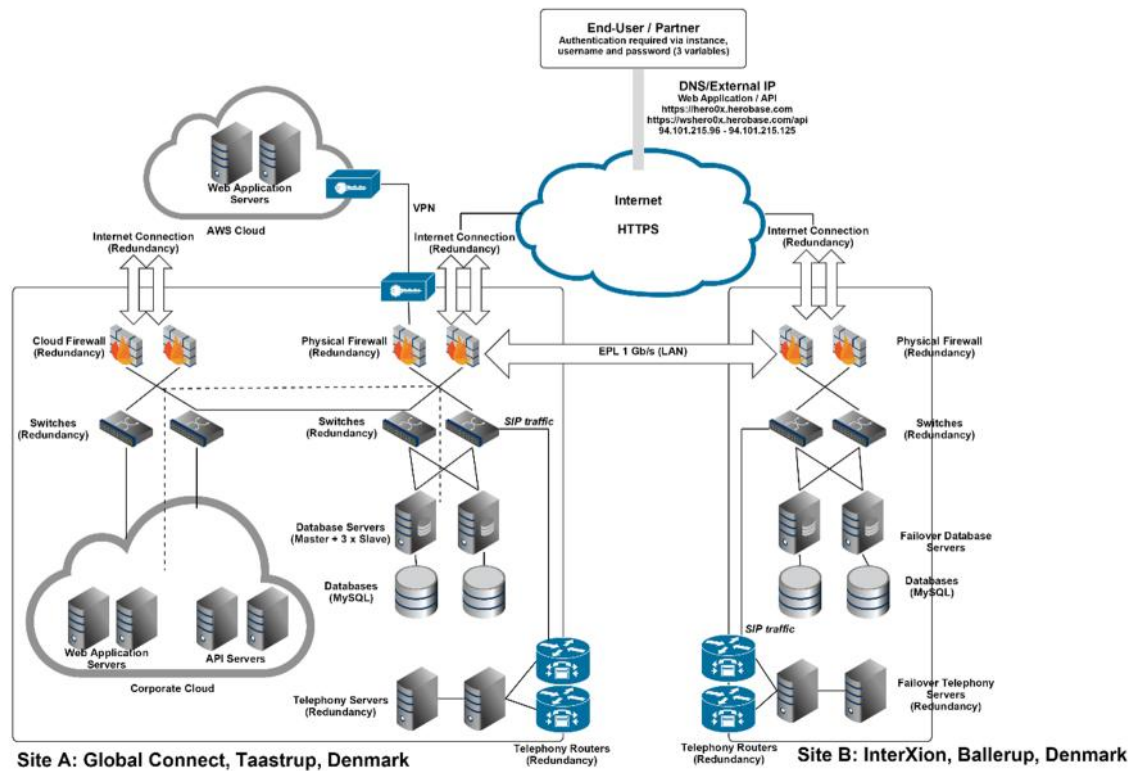 End-User / Partner
Authentication required via instance,
username and password (3 variables)
DNS/External IP
Web Application / API
https://hero0x.herobase.com
https://wshero0x.herobase.com/api
94.101.215.96 - 94.101.215.125
Internet
HTTPS
Web Application
Servers
AWS Cloud
VPN
Internet Connection
(Redundancy)
Internet Connection
(Redundancy)
Internet Connection
(Redundancy)
Cloud Firewall
(Redundancy)
Physical Firewall
(Redundancy)
EPL 1 Gb/s (LAN)
Physical Firewall
(Redundancy)
Switches
(Redundancy)
Switches
(Redundancy)
SIP traffic
Switches
(Redundancy)
Database Servers
(Master + 3 x Slave)
Failover Database
Servers
Databases
(MySQL)
Databases
(MySQL)
SIP traffic
Web Application
Servers
API Servers
Corporate Cloud
Telephony Servers
(Redundancy)
Failover Telephony
Servers
(Redundancy)
Telephony Routers
(Redundancy)
Telephony Routers
(Redundancy)
Site A: Global Connect, Taastrup, Denmark
Site B: InterXion, Ballerup, Denmark